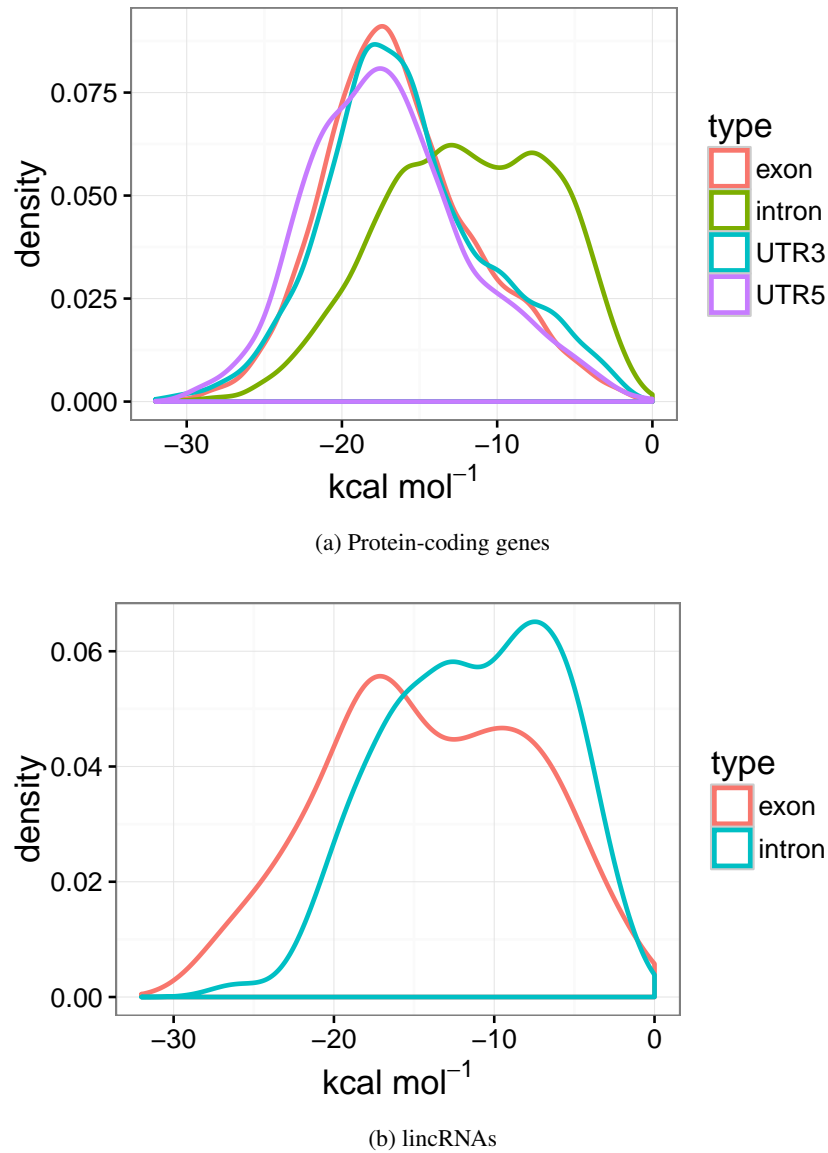 0.075
0.050
0.025
0.000
density
−30 −20 −10 0
kcal mol⁻¹
type
exon
intron
UTR3
UTR5
(a) Protein-coding genes
0.06
0.04
0.02
0.00
density
−30 −20 −10 0
kcal mol⁻¹
type
exon
intron
(b) lincRNAs